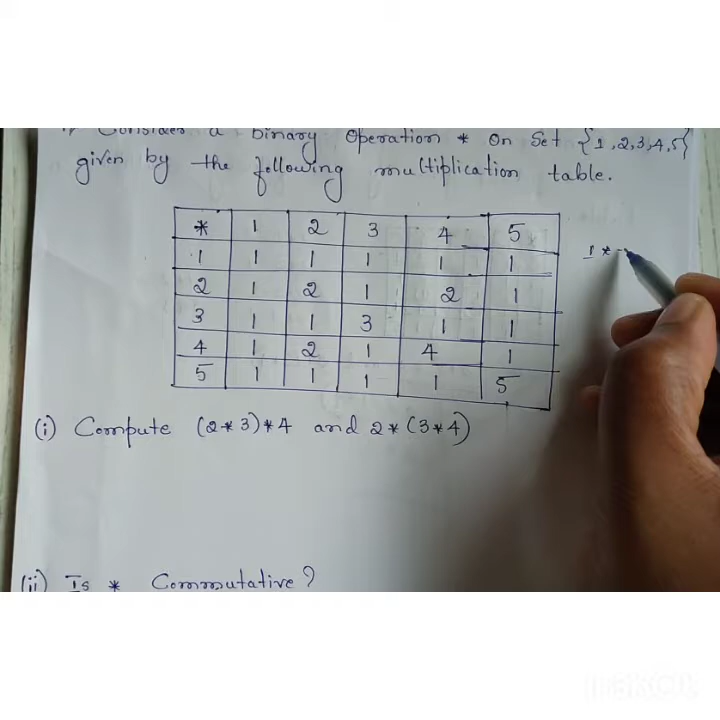 Consider a binary operation * On Set {1,2,3,4,5}
given by the following multiplication table.
* 1 2 3 4 5
1 1 1 1 1 1
2 1 2 1 2 1
3 1 1 3 1 1
4 1 2 1 4 1
5 1 1 1 1 5
1 *
(i) Compute (2*3)*4 and 2*(3*4)
(ii) Is * Commutative?